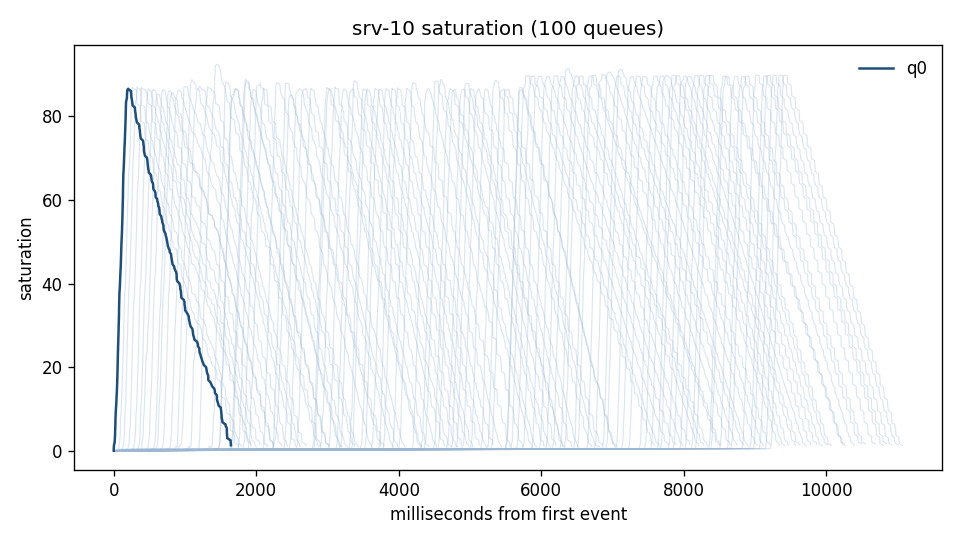 srv-10 saturation (100 queues)
q0
saturation
80
60
40
20
0
0 2000 4000 6000 8000 10000
milliseconds from first event